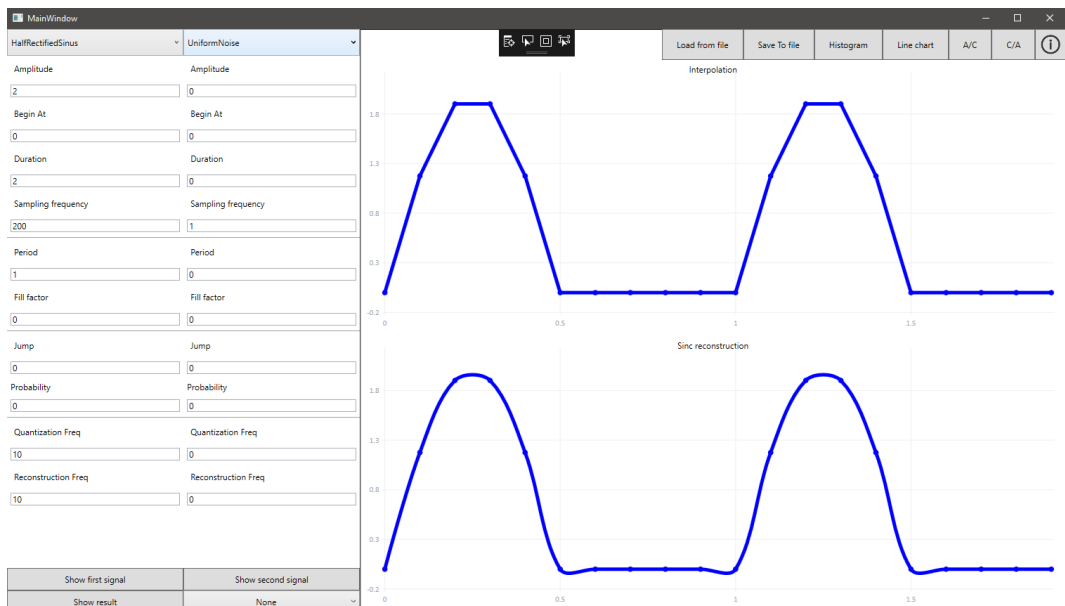 MainWindow
HalfRectifiedSinus UniformNoise
Load from file Save To file Histogram Line chart A/C C/A
Amplitude Amplitude
2 0
Begin At Begin At
0 0
Duration Duration
2 0
Sampling frequency Sampling frequency
200 1
Period Period
1 0
Fill factor Fill factor
0 0
Jump Jump
0 0
Probability Probability
0 0
Quantization Freq Quantization Freq
10 0
Reconstruction Freq Reconstruction Freq
10 0
Show first signal Show second signal
Show result None
Interpolation
1.8
1.3
0.8
0.3
-0.2
0 0.5 1 1.5
Sinc reconstruction
1.8
1.3
0.8
0.3
-0.2
0 0.5 1 1.5